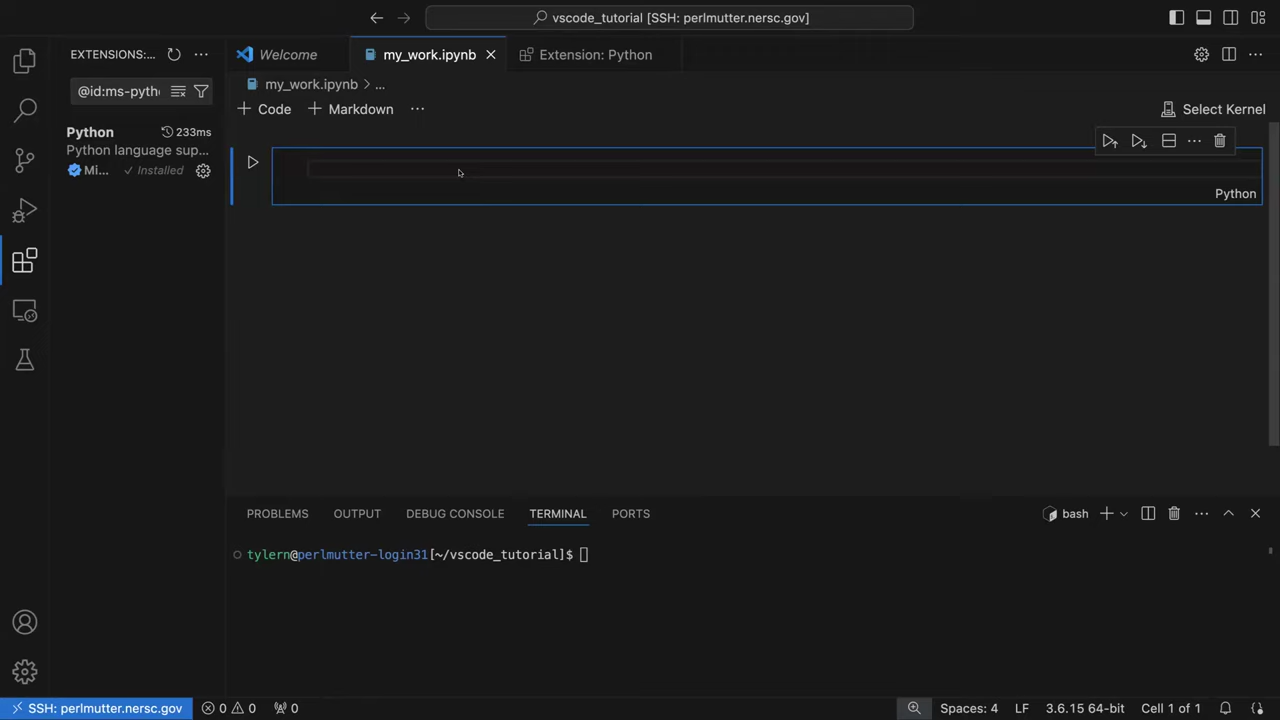 vscode_tutorial [SSH: perlmutter.nersc.gov]
EXTENSIONS:...
Welcome
my_work.ipynb
Extension: Python
@id:ms-pyth
my_work.ipynb > ...
+ Code + Markdown ...
Select Kernel
Python 233ms
Python language sup...
Mi... ✓ Installed
Python
PROBLEMS OUTPUT DEBUG CONSOLE TERMINAL PORTS
bash
tylern@perlmutter-login31[~/vscode_tutorial]$
SSH: perlmutter.nersc.gov 0 0 0
Spaces: 4 LF 3.6.15 64-bit Cell 1 of 1